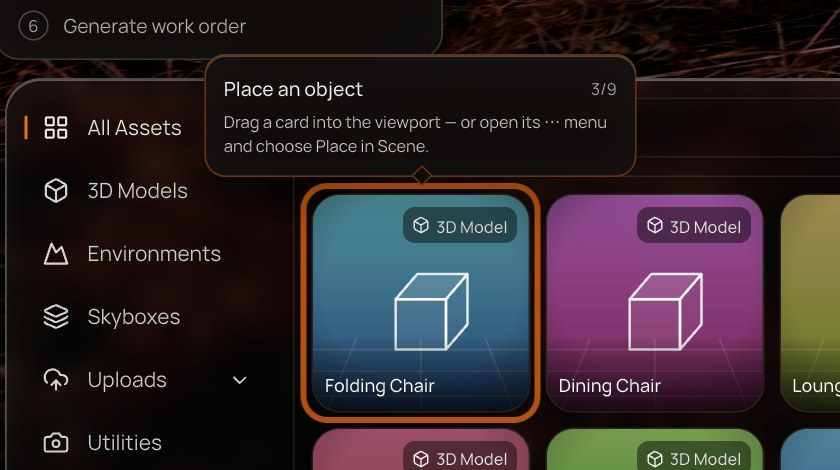 6 Generate work order
Place an object 3/9
Drag a card into the viewport — or open its ··· menu
and choose Place in Scene.
All Assets
3D Models
Environments
Skyboxes
Uploads
Utilities
3D Model
Folding Chair
3D Model
Dining Chair
Loung
3D Model
3D Model